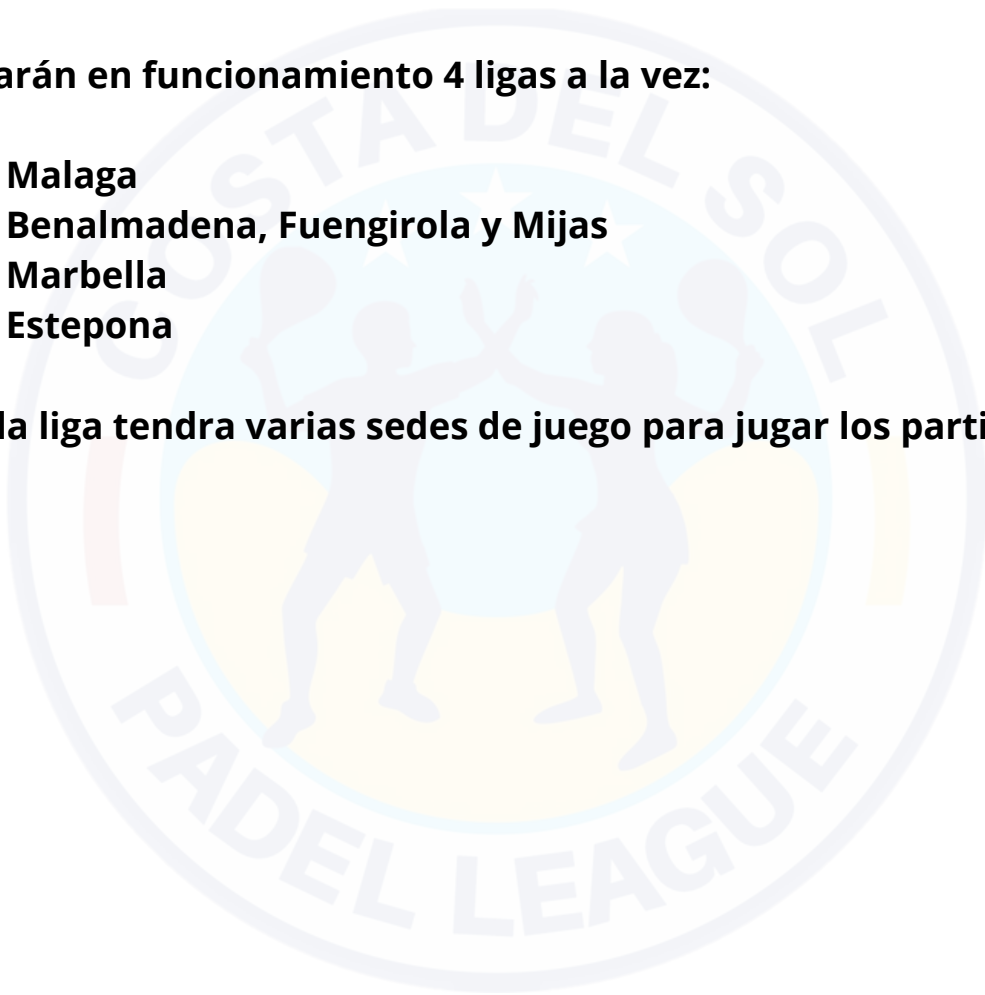 arán en funcionamiento 4 ligas a la vez:
Malaga
Benalmadena, Fuengirola y Mijas
Marbella
Estepona
da liga tendra varias sedes de juego para jugar los parti
COSTA DEL SOL
PADEL LEAGUE